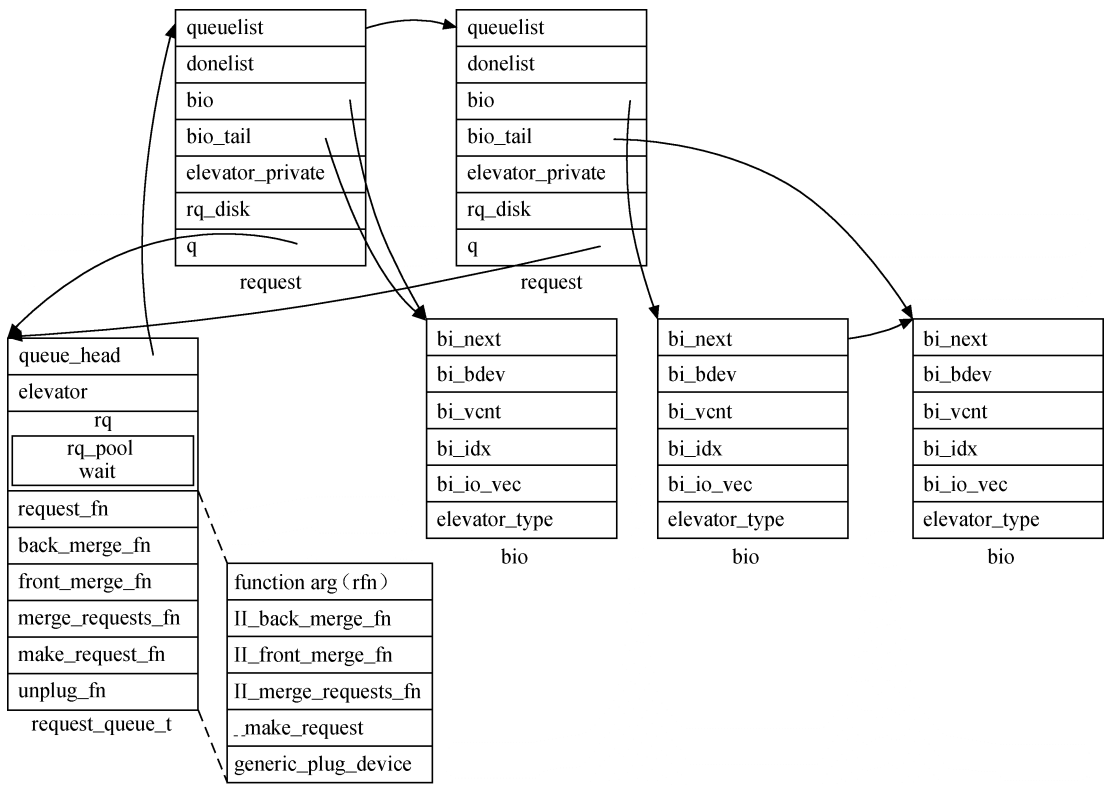 queuelist
donelist
bio
bio_tail
elevator_private
rq_disk
q
request
queuelist
donelist
bio
bio_tail
elevator_private
rq_disk
q
request
queue_head
elevator
rq
rq_pool
wait
request_fn
back_merge_fn
front_merge_fn
merge_requests_fn
make_request_fn
unplug_fn
request_queue_t
function arg（rfn）
II_back_merge_fn
II_front_merge_fn
II_merge_requests_fn
__make_request
generic_plug_device
bi_next
bi_bdev
bi_vcnt
bi_idx
bi_io_vec
elevator_type
bio
bi_next
bi_bdev
bi_vcnt
bi_idx
bi_io_vec
elevator_type
bio
bi_next
bi_bdev
bi_vcnt
bi_idx
bi_io_vec
elevator_type
bio